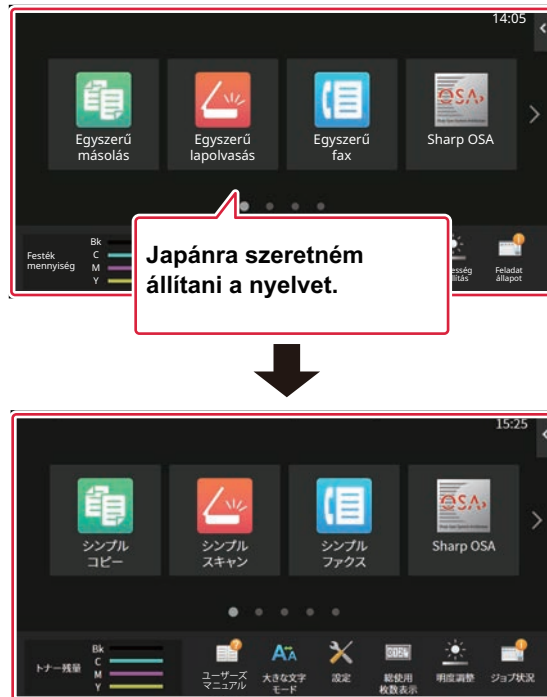 14:05
Egyszerű
másolás
Egyszerű
lapolvasás
Egyszerű
fax
OSA
Sharp OSA
Festék
mennyiség
Bk
C
M
Y
Japánra szeretném
állítani a nyelvet.
Feladat
állapot
15:25
シンプル
コピー
シンプル
スキャン
シンプル
ファクス
OSA
Sharp OSA
トナー残量
Bk
C
M
Y
ユーザーズ
マニュアル
大きな文字
モード
設定
総使用
枚数表示
明度調整
ジョブ状況